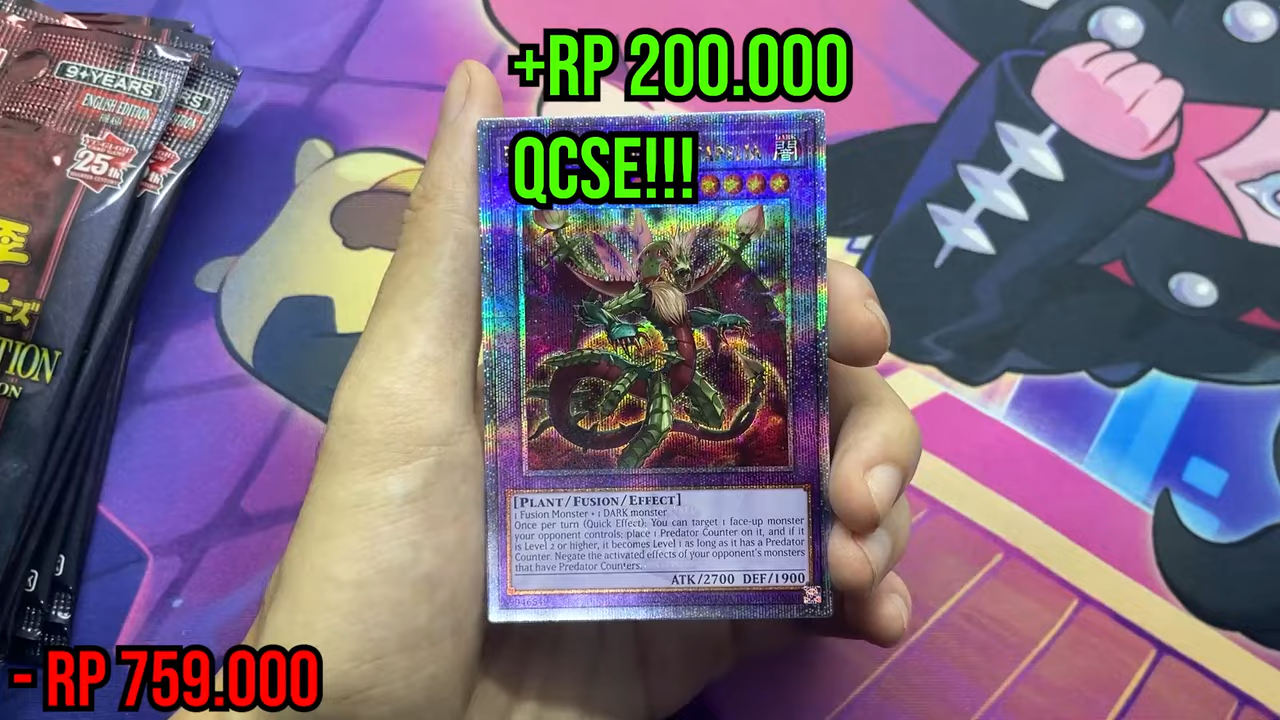 +RP 200.000
QCSE!!!
9+YEARS
ENGLISH EDITION
25th
TION
ON
DARK
[PLANT/FUSION/EFFECT]
1 Fusion Monster + 1 DARK monster
Once per turn (Quick Effect): You can target 1 face-up monster
your opponent controls; place 1 Predator Counter on it, and if it
is Level 2 or higher, it becomes Level 1 as long as it has a Predator
Counter. Negate the activated effects of your opponent's monsters
that have Predator Counters.
ATK/2700 DEF/1900
- RP 759.000